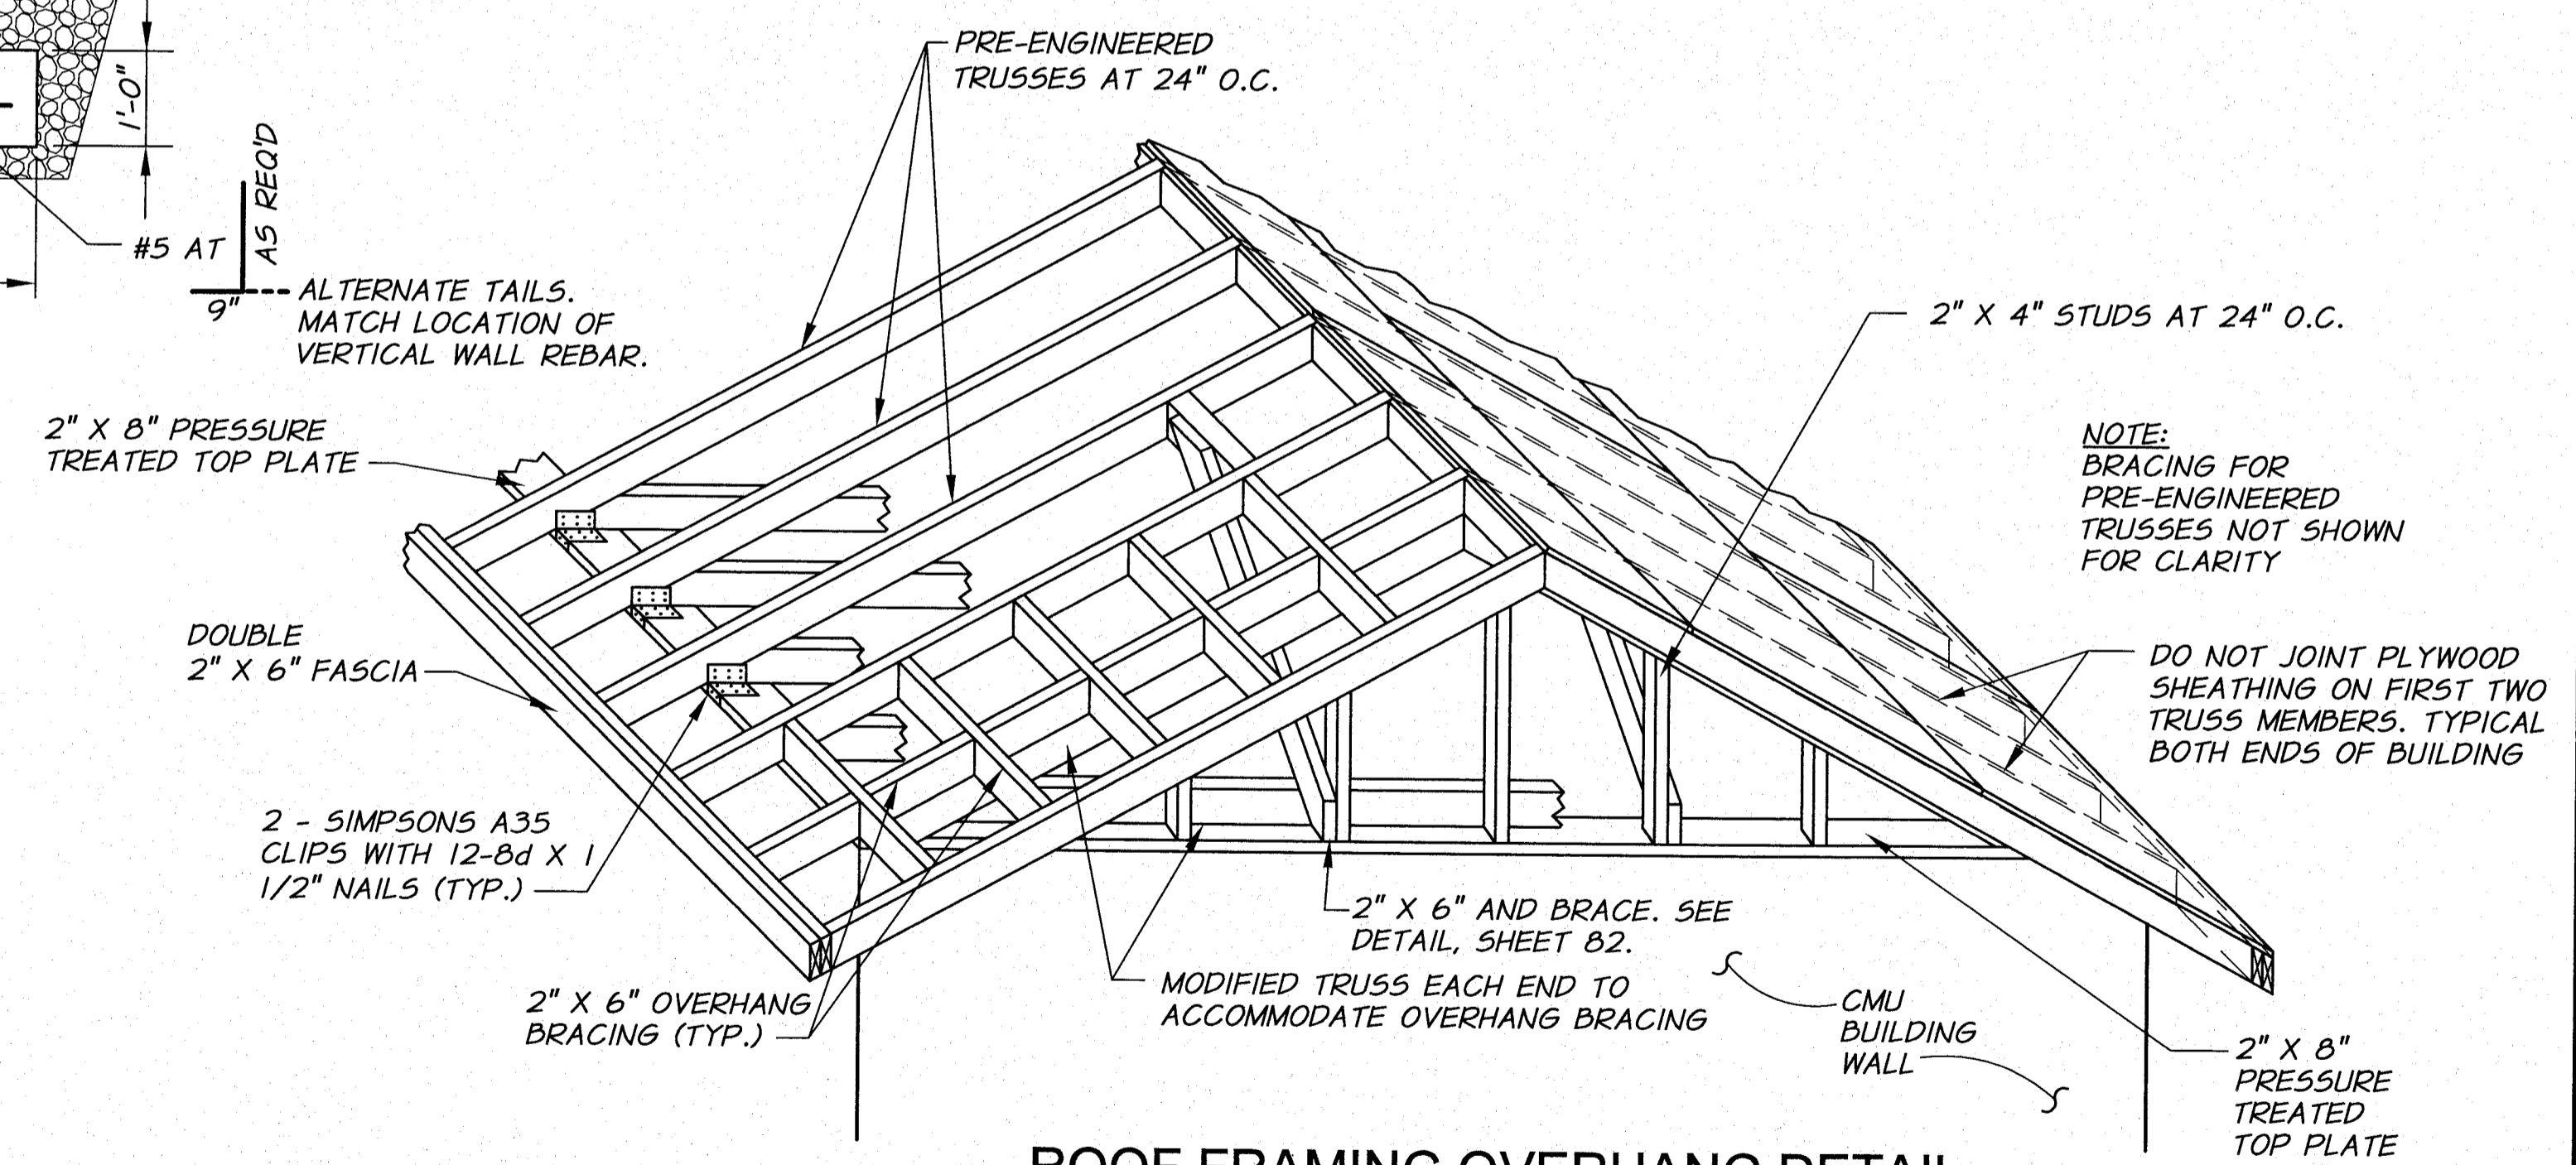 PRE-ENGINEERED
TRUSSES AT 24" O.C.
1'-0"
#5 AT
AS REQ'D
9"
ALTERNATE TAILS.
MATCH LOCATION OF
VERTICAL WALL REBAR.
2" X 4" STUDS AT 24" O.C.
2" X 8" PRESSURE
TREATED TOP PLATE
NOTE:
BRACING FOR
PRE-ENGINEERED
TRUSSES NOT SHOWN
FOR CLARITY
DOUBLE
2" X 6" FASCIA
DO NOT JOINT PLYWOOD
SHEATHING ON FIRST TWO
TRUSS MEMBERS. TYPICAL
BOTH ENDS OF BUILDING
2 - SIMPSONS A35
CLIPS WITH 12-8d X 1
1/2" NAILS (TYP.)
2" X 6" AND BRACE. SEE
DETAIL, SHEET 82.
MODIFIED TRUSS EACH END TO
ACCOMMODATE OVERHANG BRACING
2" X 6" OVERHANG
BRACING (TYP.)
CMU
BUILDING
WALL
2" X 8"
PRESSURE
TREATED
TOP PLATE
ROOF FRAMING OVERHANG DETAIL